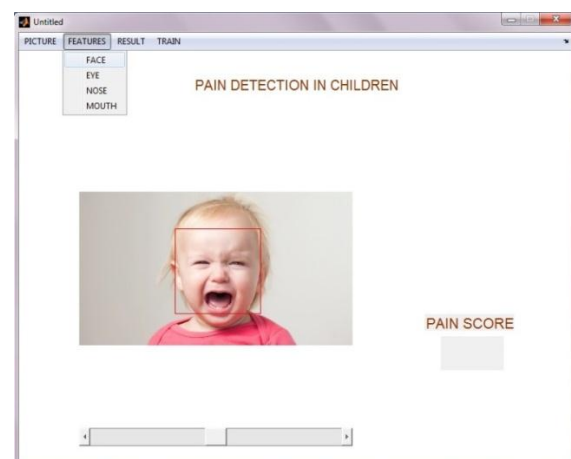 Untitled
PICTURE FEATURES RESULT TRAIN
FACE
EYE
NOSE
MOUTH
PAIN DETECTION IN CHILDREN
PAIN SCORE